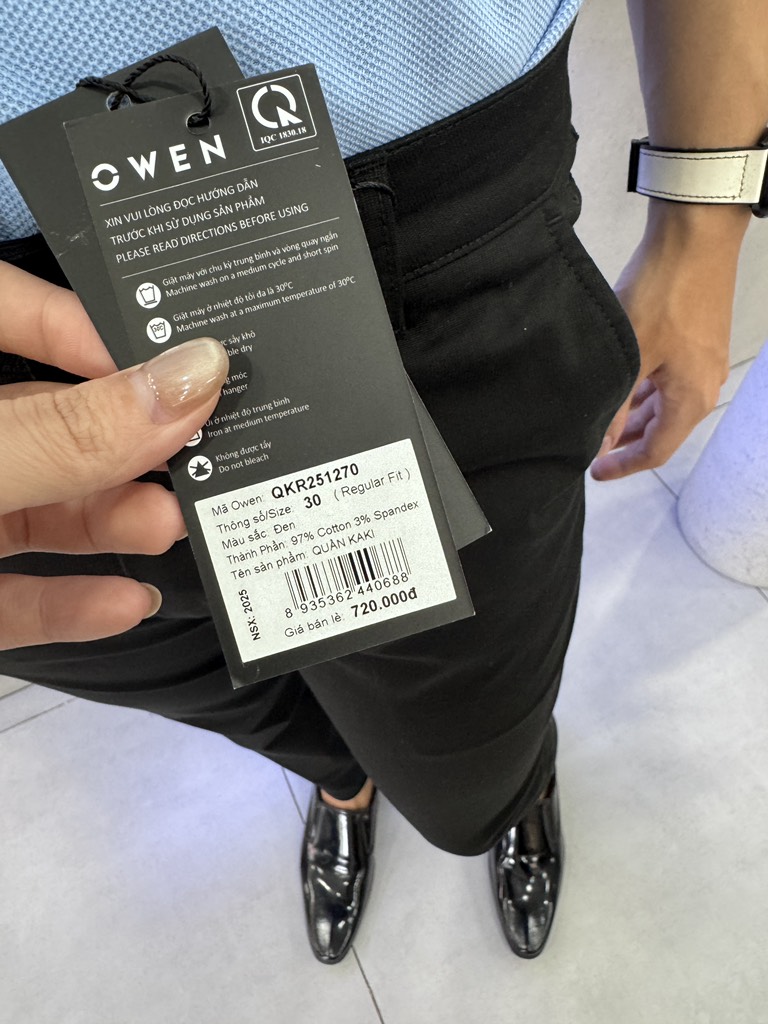 OWEN
IQC 1830.18
XIN VUI LÒNG ĐỌC HƯỚNG DẪN
TRƯỚC KHI SỬ DỤNG SẢN PHẨM
PLEASE READ DIRECTIONS BEFORE USING
Giặt máy với chu kỳ trung bình và vòng quay ngắn
Machine wash on a medium cycle and short spin
Giặt máy ở nhiệt độ tối đa là 30ºC
Machine wash at a maximum temperature of 30ºC
sấy khô
dry
móc
hanger
ủi ở nhiệt độ trung bình
Iron at medium temperature
Không được tẩy
Do not bleach
Mã Owen: QKR251270
Thông số/Size: 30 (Regular Fit)
Màu sắc: Đen
Thành Phần: 97% Cotton 3% Spandex
Tên sản phẩm: QUẦN KAKI
8 935362 440688
NSX: 2025
Giá bán lẻ: 720.000đ